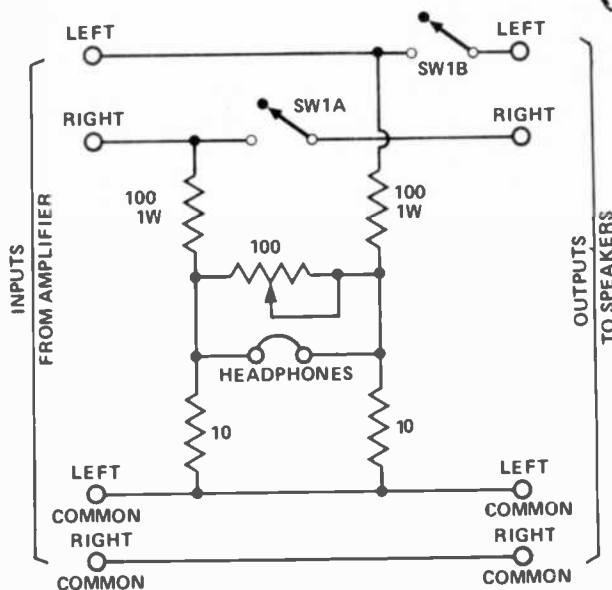 LEFT
LEFT
SW1B
RIGHT
SW1A
RIGHT
100
1W
100
1W
100
INPUTS
FROM AMPLIFIER
OUTPUTS
TO SPEAKERS
HEADPHONES
10
10
LEFT
COMMON
LEFT
COMMON
RIGHT
COMMON
RIGHT
COMMON